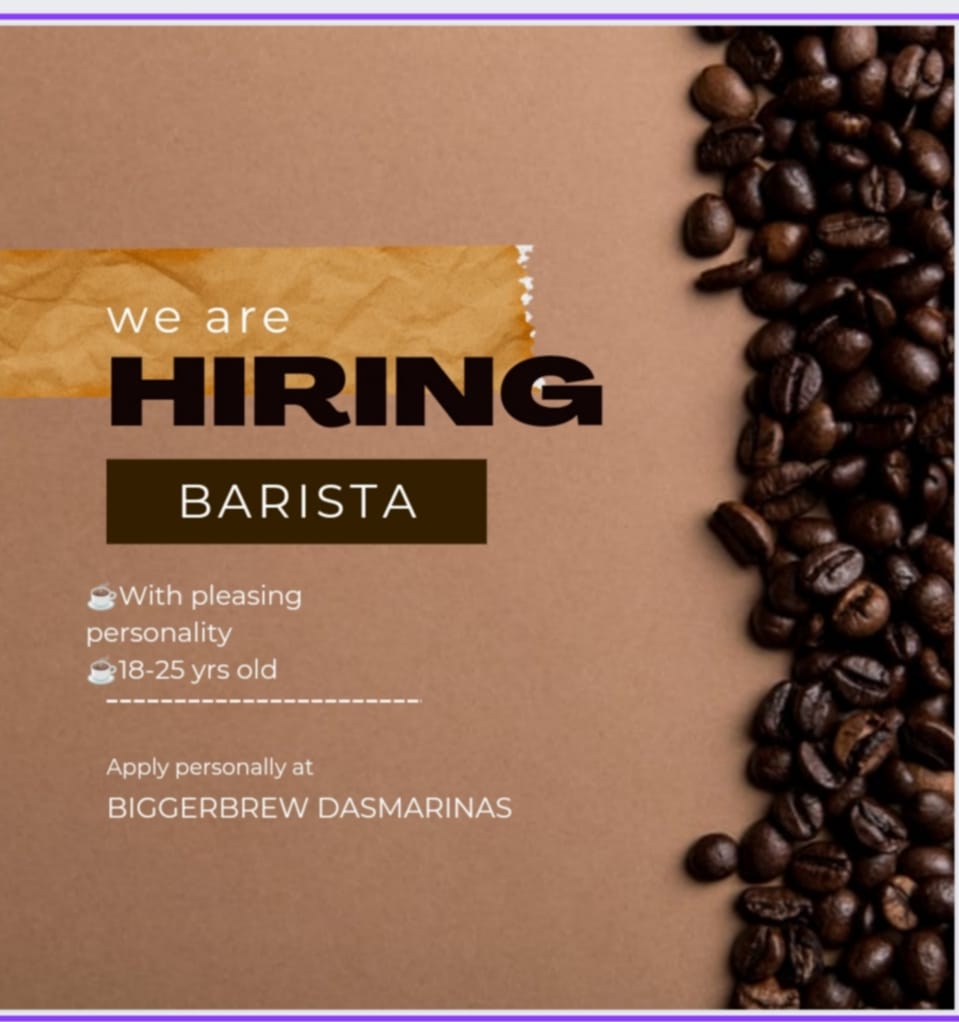 we are
HIRING
BARISTA
☕With pleasing
personality
☕18-25 yrs old
Apply personally at
BIGGERBREW DASMARINAS